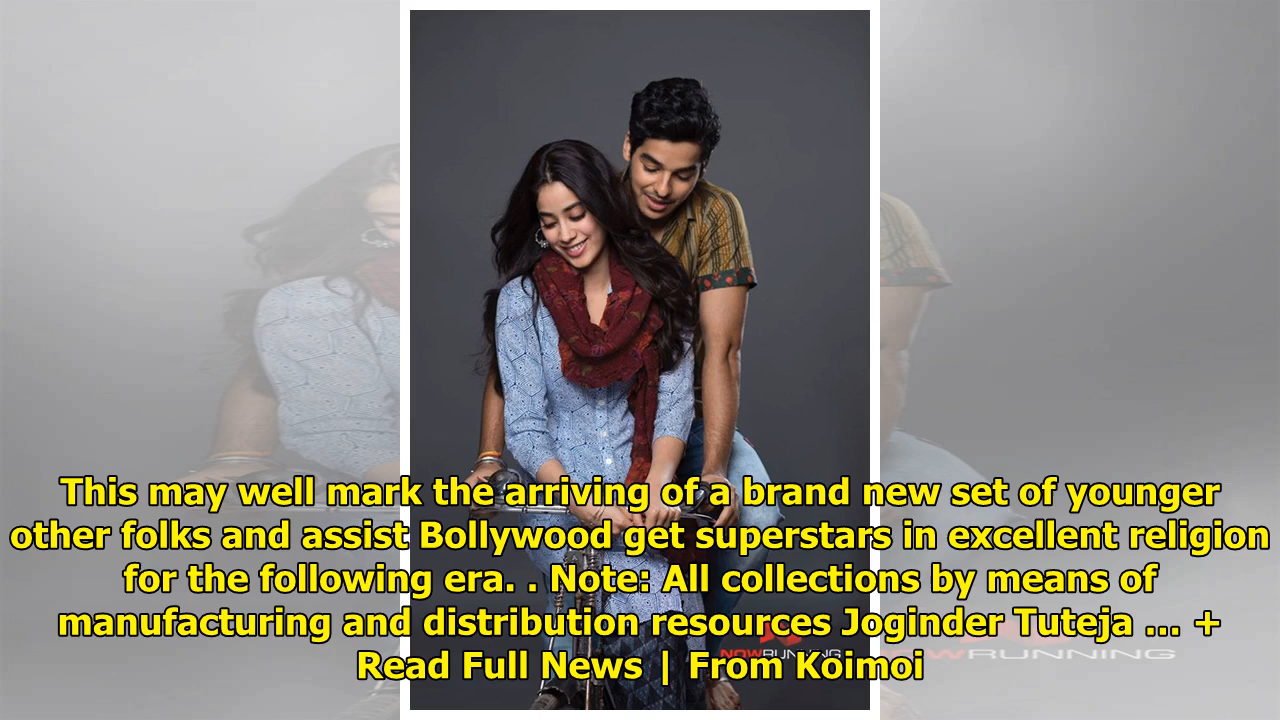 This may well mark the arriving of a brand new set of younger
other folks and assist Bollywood get superstars in excellent religion
for the following era. . Note: All collections by means of
manufacturing and distribution resources Joginder Tuteja ... +
NOWRUNNING
Read Full News | From Koimoi